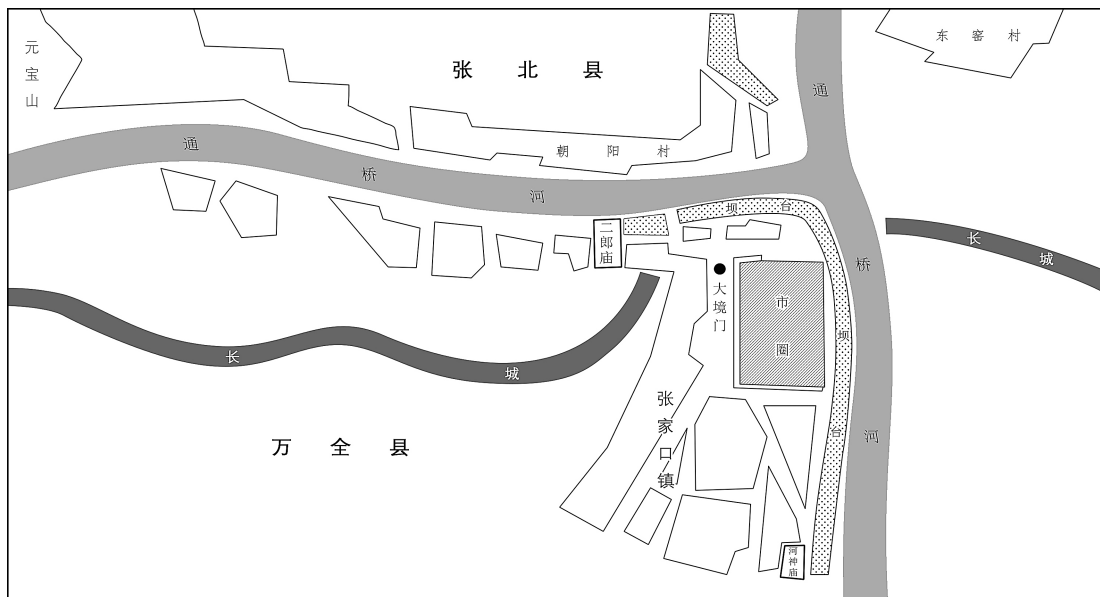 元宝山
张北县
东窑村
通
通
桥
河
朝阳村
坝台
二郎庙
大境门
市圈
长城
桥
坝
长城
万全县
张家口镇
台
河
河神庙